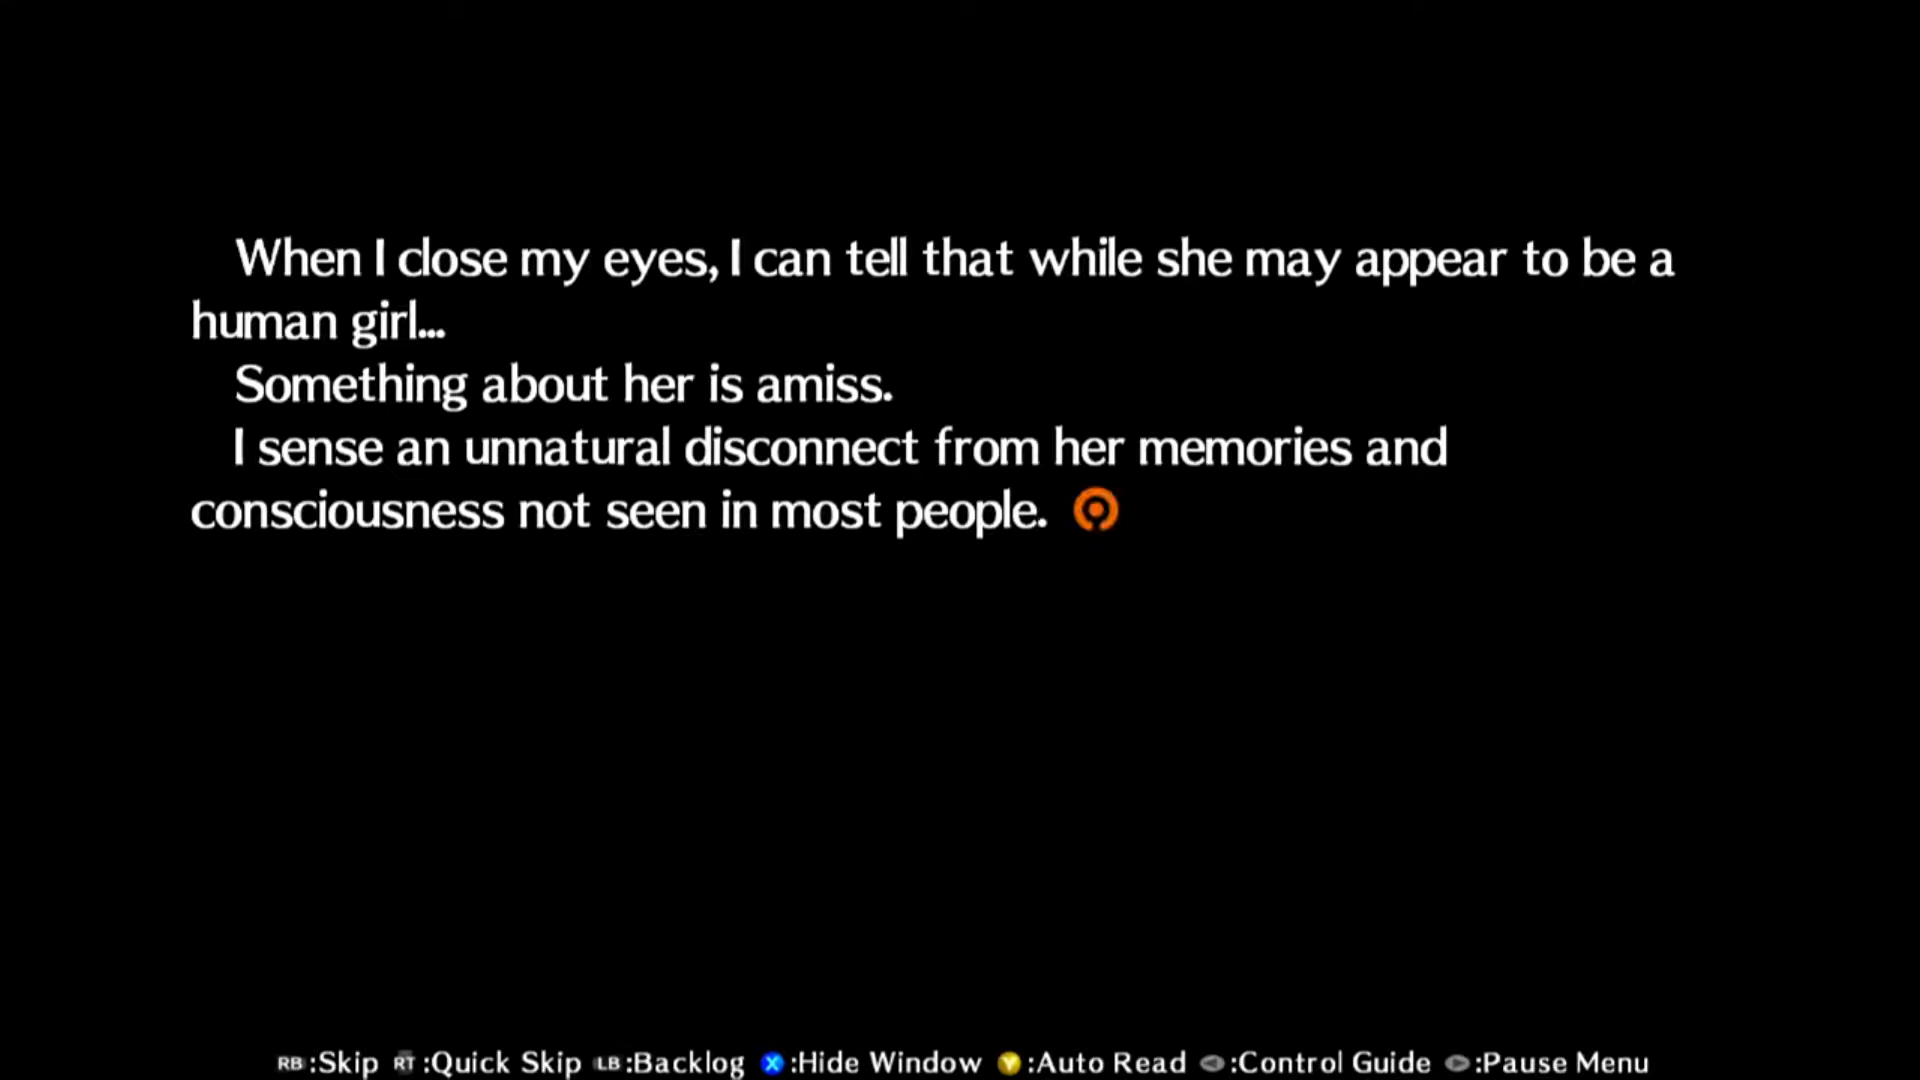 When I close my eyes, I can tell that while she may appear to be a
human girl...
Something about her is amiss.
I sense an unnatural disconnect from her memories and
consciousness not seen in most people.
RB:Skip RT:Quick Skip LB:Backlog X:Hide Window Y:Auto Read :Control Guide :Pause Menu